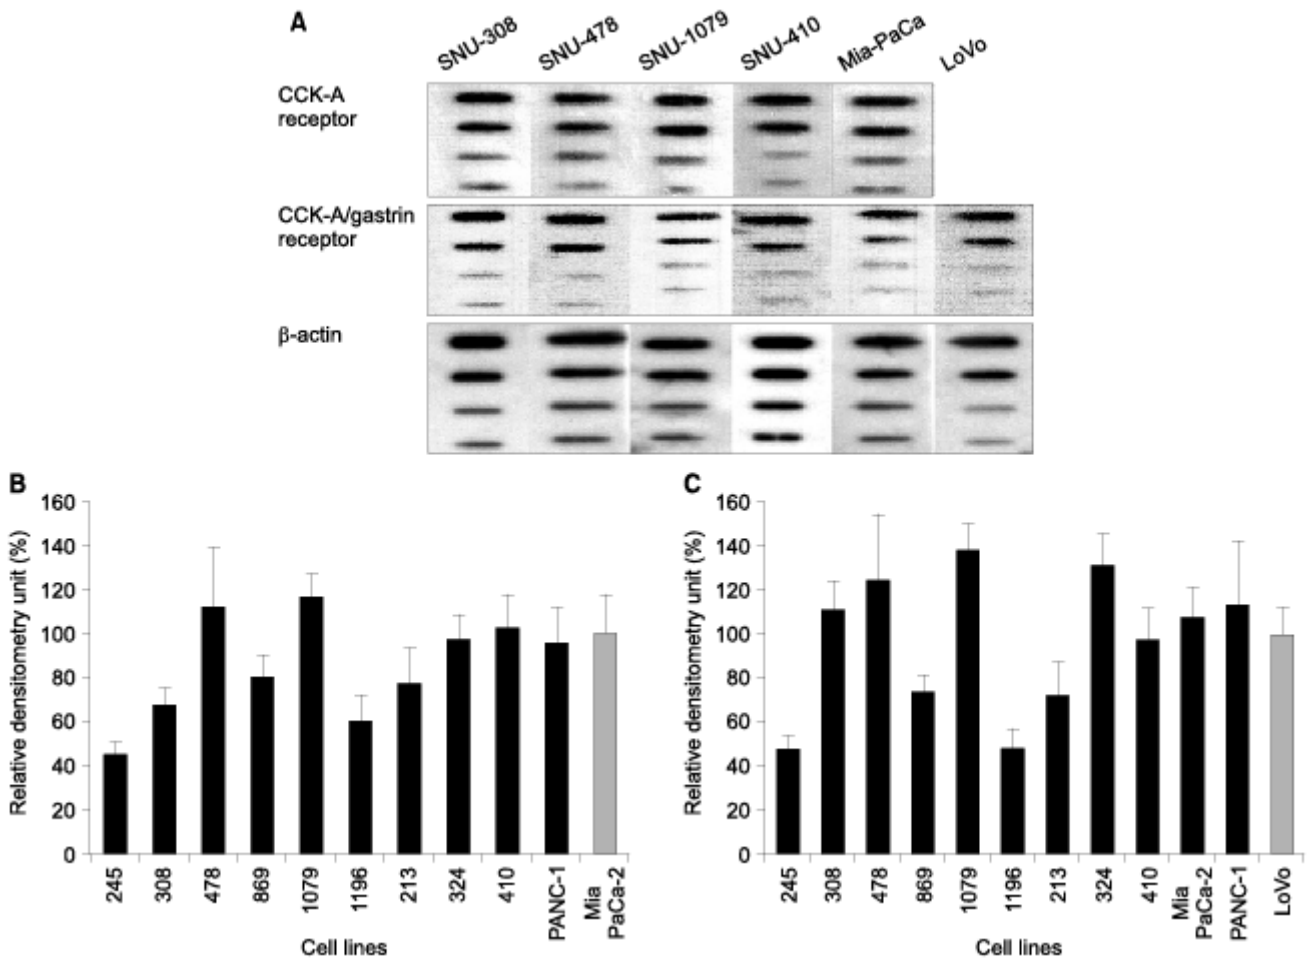 A
SNU-308 SNU-478 SNU-1079 SNU-410 Mia-PaCa LoVo
CCK-A
receptor
CCK-A/gastrin
receptor
β-actin
B
Relative densitometry unit (%)
160
140
120
100
80
60
40
20
0
245 308 478 869 1079 1196 213 324 410 PANC-1 Mia PaCa-2
Cell lines
C
Relative densitometry unit (%)
160
140
120
100
80
60
40
20
0
245 308 478 869 1079 1196 213 324 410 Mia PaCa-2 PANC-1 LoVo
Cell lines